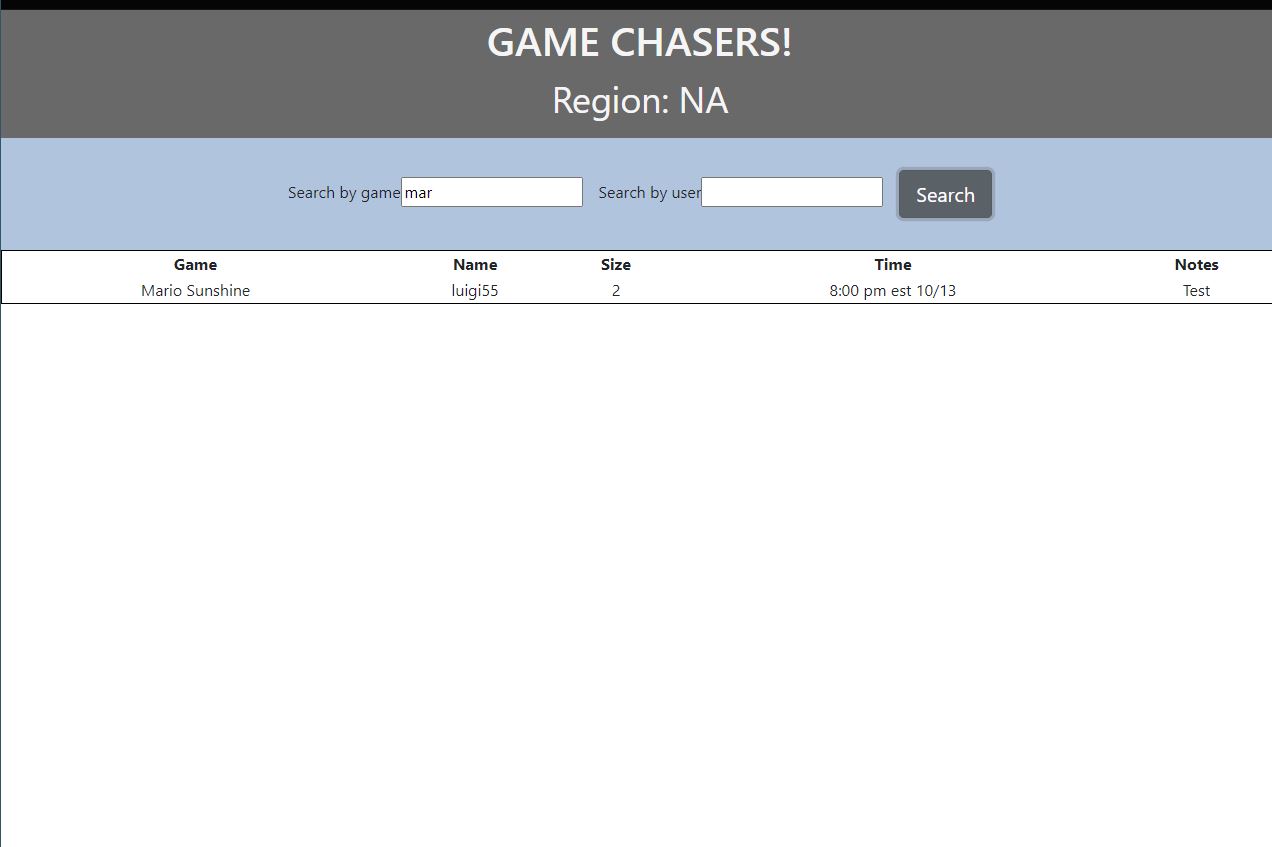 GAME CHASERS!
Region: NA
Search by game mar Search by user Search
Game Name Size Time Notes
Mario Sunshine luigi55 2 8:00 pm est 10/13 Test